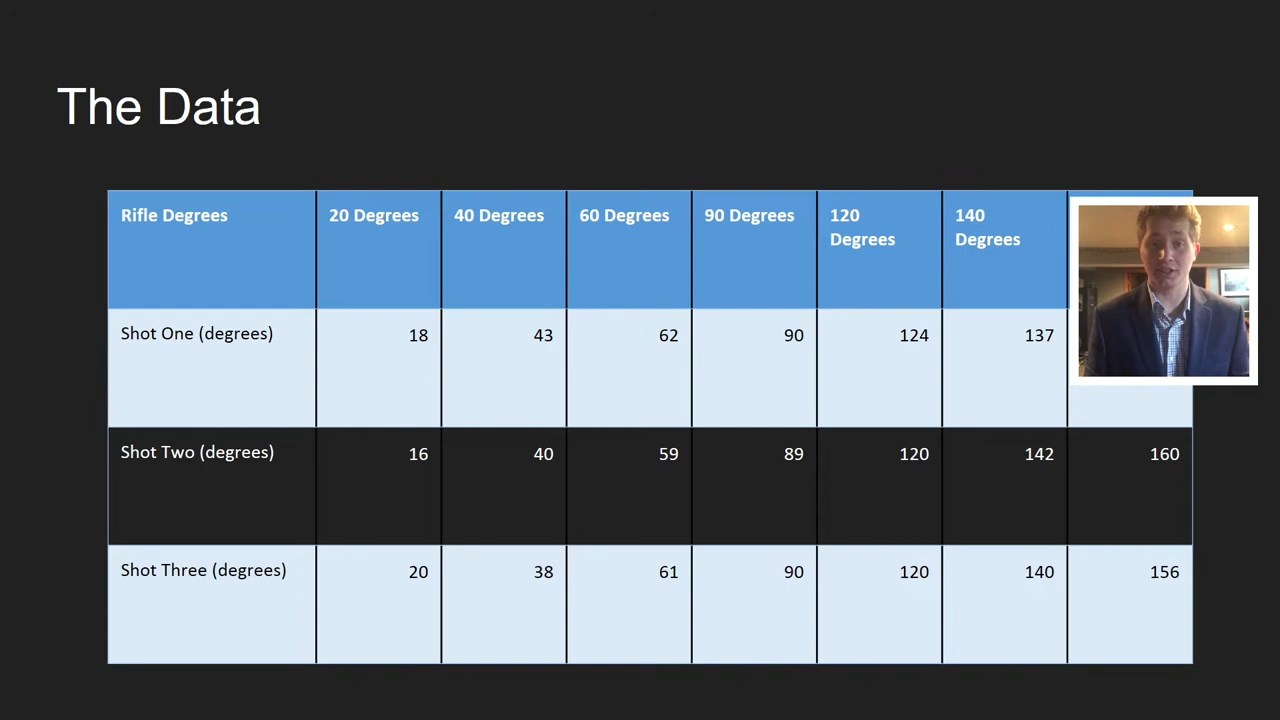 The Data
Rifle Degrees 20 Degrees 40 Degrees 60 Degrees 90 Degrees 120 Degrees 140 Degrees
Shot One (degrees) 18 43 62 90 124 137
Shot Two (degrees) 16 40 59 89 120 142 160
Shot Three (degrees) 20 38 61 90 120 140 156